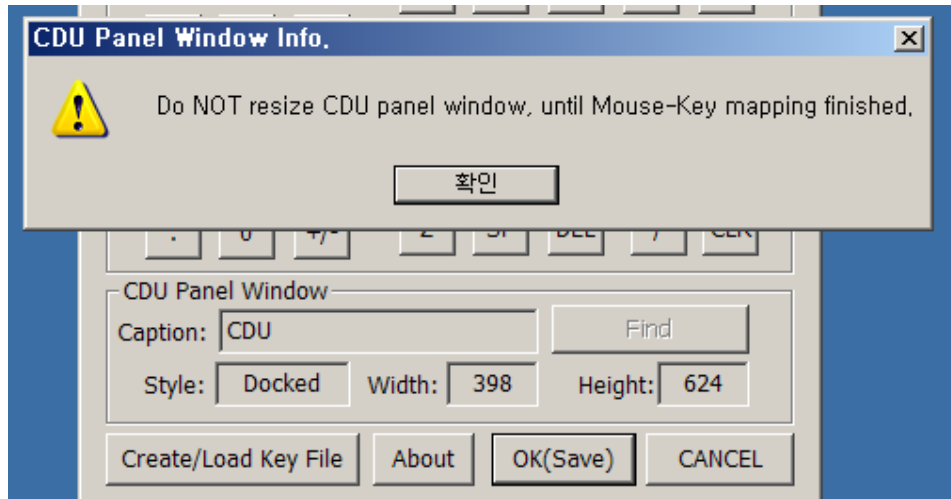 CDU Panel Window Info.
Do NOT resize CDU panel window, until Mouse-Key mapping finished.
확인
CDU Panel Window
Caption: CDU Find
Style: Docked Width: 398 Height: 624
Create/Load Key File About OK(Save) CANCEL